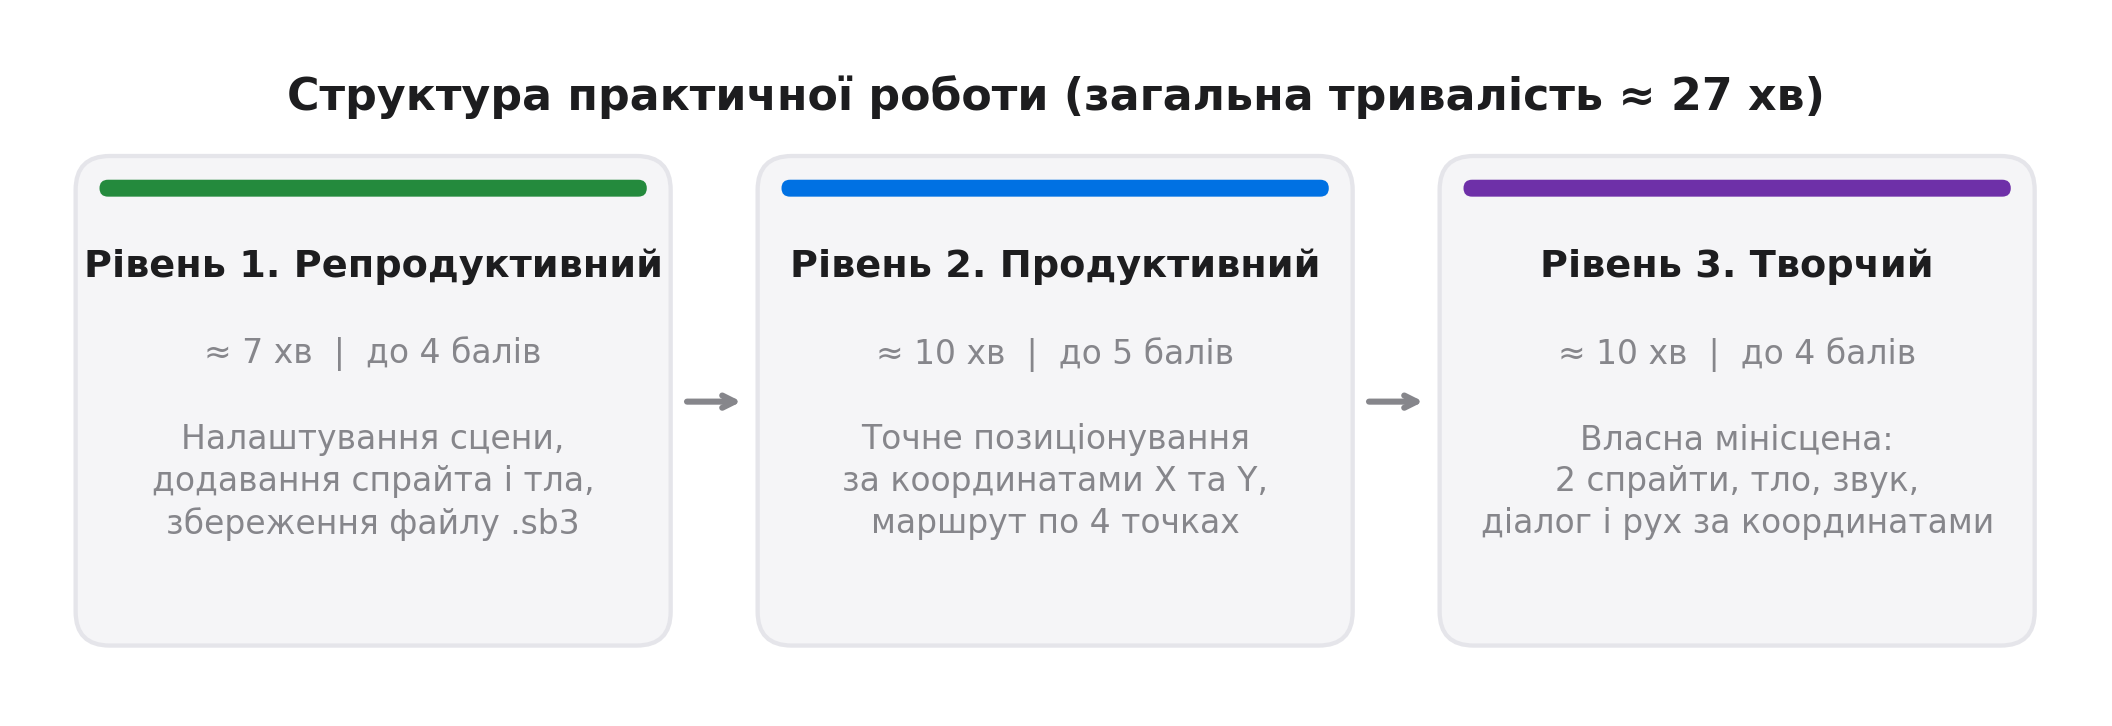 Структура практичної роботи (загальна тривалість ≈ 27 хв)
Рівень 1. Репродуктивний
≈ 7 хв | до 4 балів
Налаштування сцени,
додавання спрайта і тла,
збереження файлу .sb3
Рівень 2. Продуктивний
≈ 10 хв | до 5 балів
Точне позиціонування
за координатами X та Y,
маршрут по 4 точках
Рівень 3. Творчий
≈ 10 хв | до 4 балів
Власна мінісцена:
2 спрайти, тло, звук,
діалог і рух за координатами